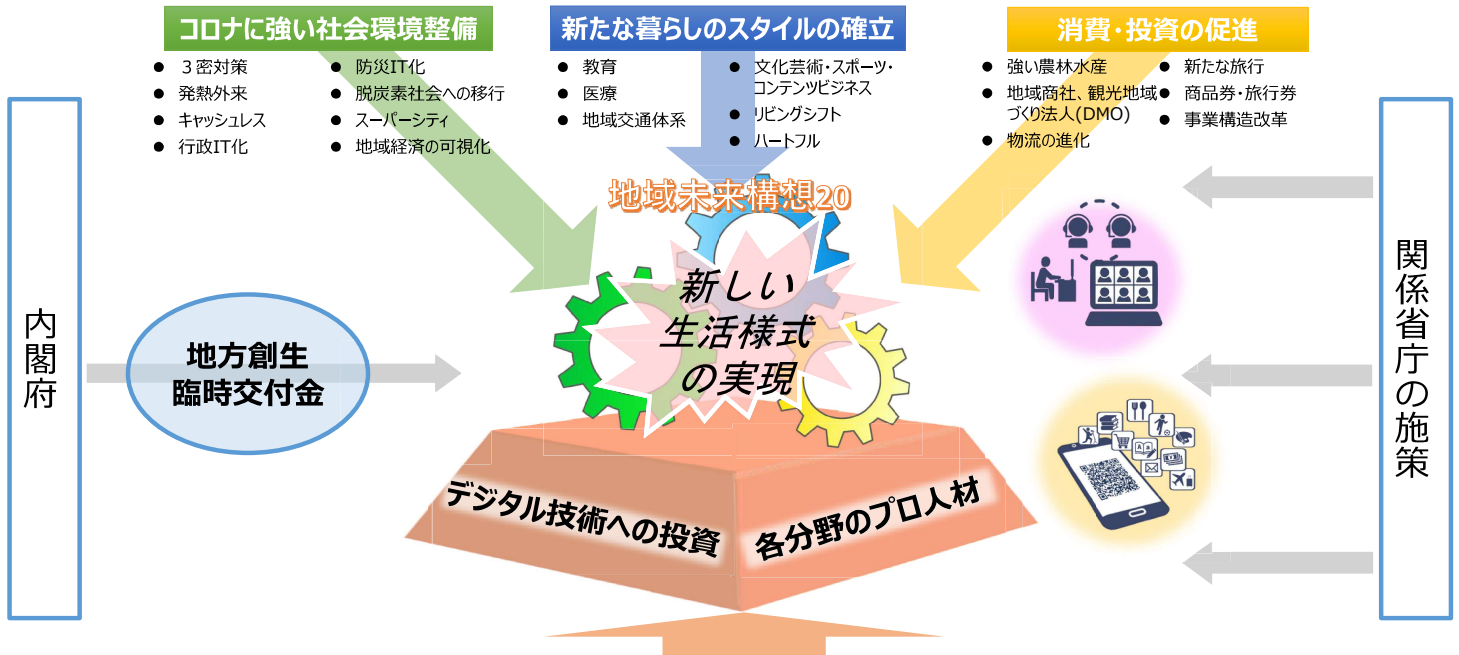 コロナに強い社会環境整備
新たな暮らしのスタイルの確立
消費・投資の促進
● ３密対策
● 発熱外来
● キャッシュレス
● 行政IT化
● 防災IT化
● 脱炭素社会への移行
● スーパーシティ
● 地域経済の可視化
● 教育
● 医療
● 地域交通体系
● 文化芸術・スポーツ・
コンテンツビジネス
● リビングシフト
● ハートフル
● 強い農林水産
● 地域商社、観光地域
づくり法人(DMO)
● 物流の進化
● 新たな旅行
● 商品券・旅行券
● 事業構造改革
地域未来構想20
新しい
生活様式
の実現
内閣府
地方創生
臨時交付金
関係省庁の施策
デジタル技術への投資
各分野のプロ人材